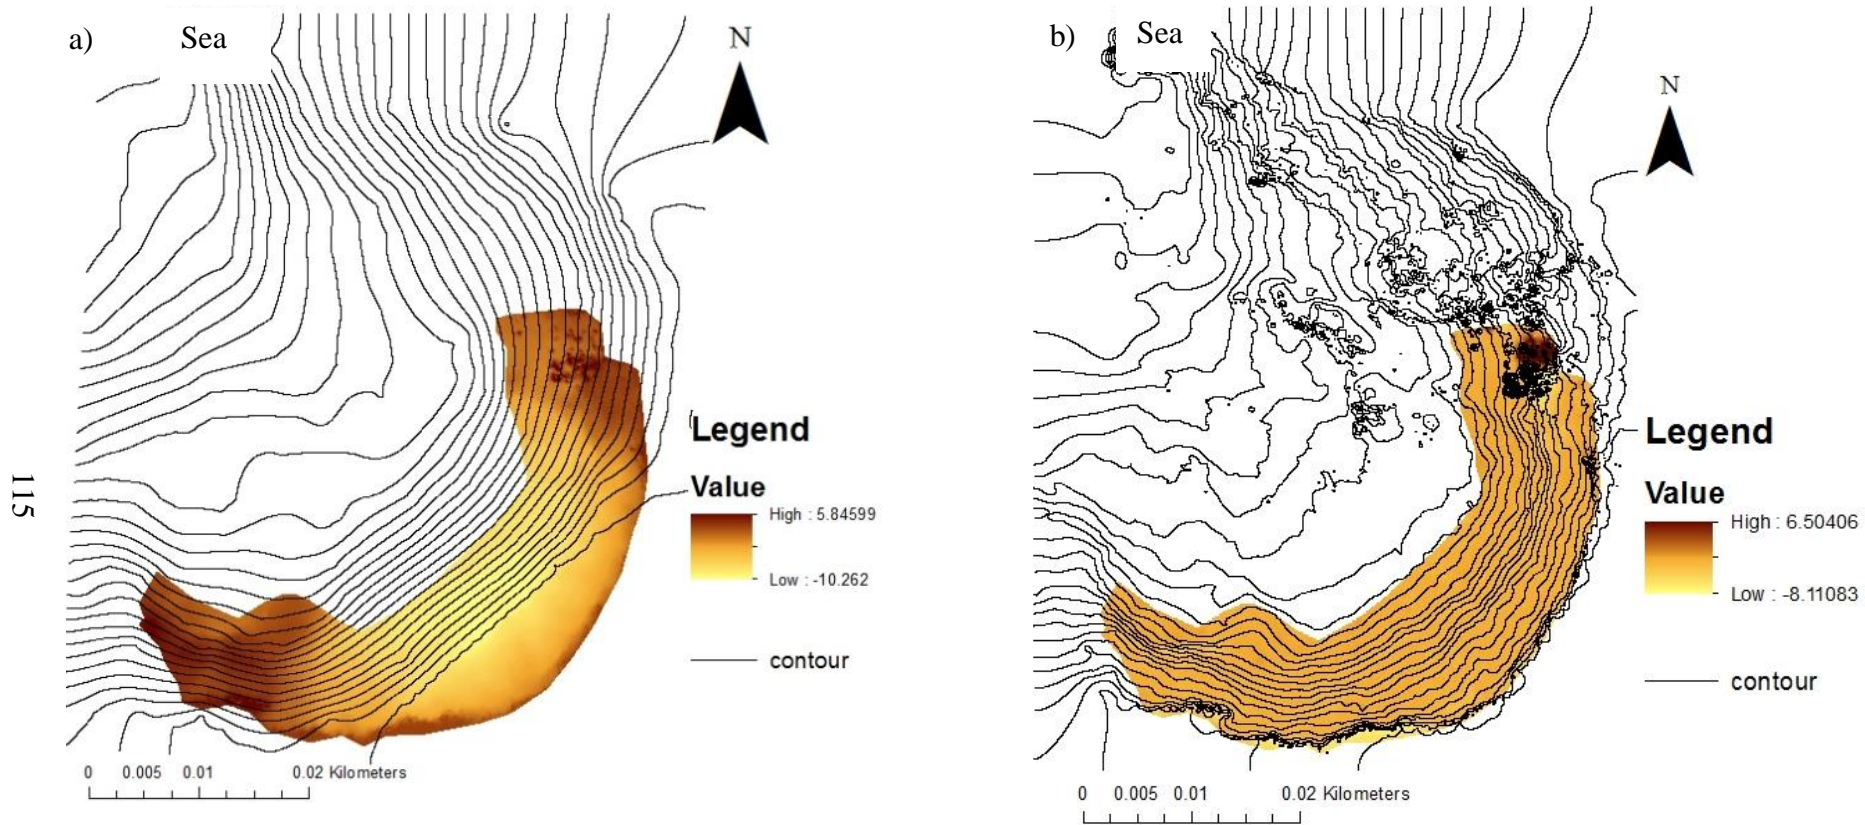 a)
Sea
N
Legend
Value
High : 5.84599
Low : -10.262
contour
0 0.005 0.01 0.02 Kilometers
115
b)
Sea
N
Legend
Value
High : 6.50406
Low : -8.11083
contour
0 0.005 0.01 0.02 Kilometers